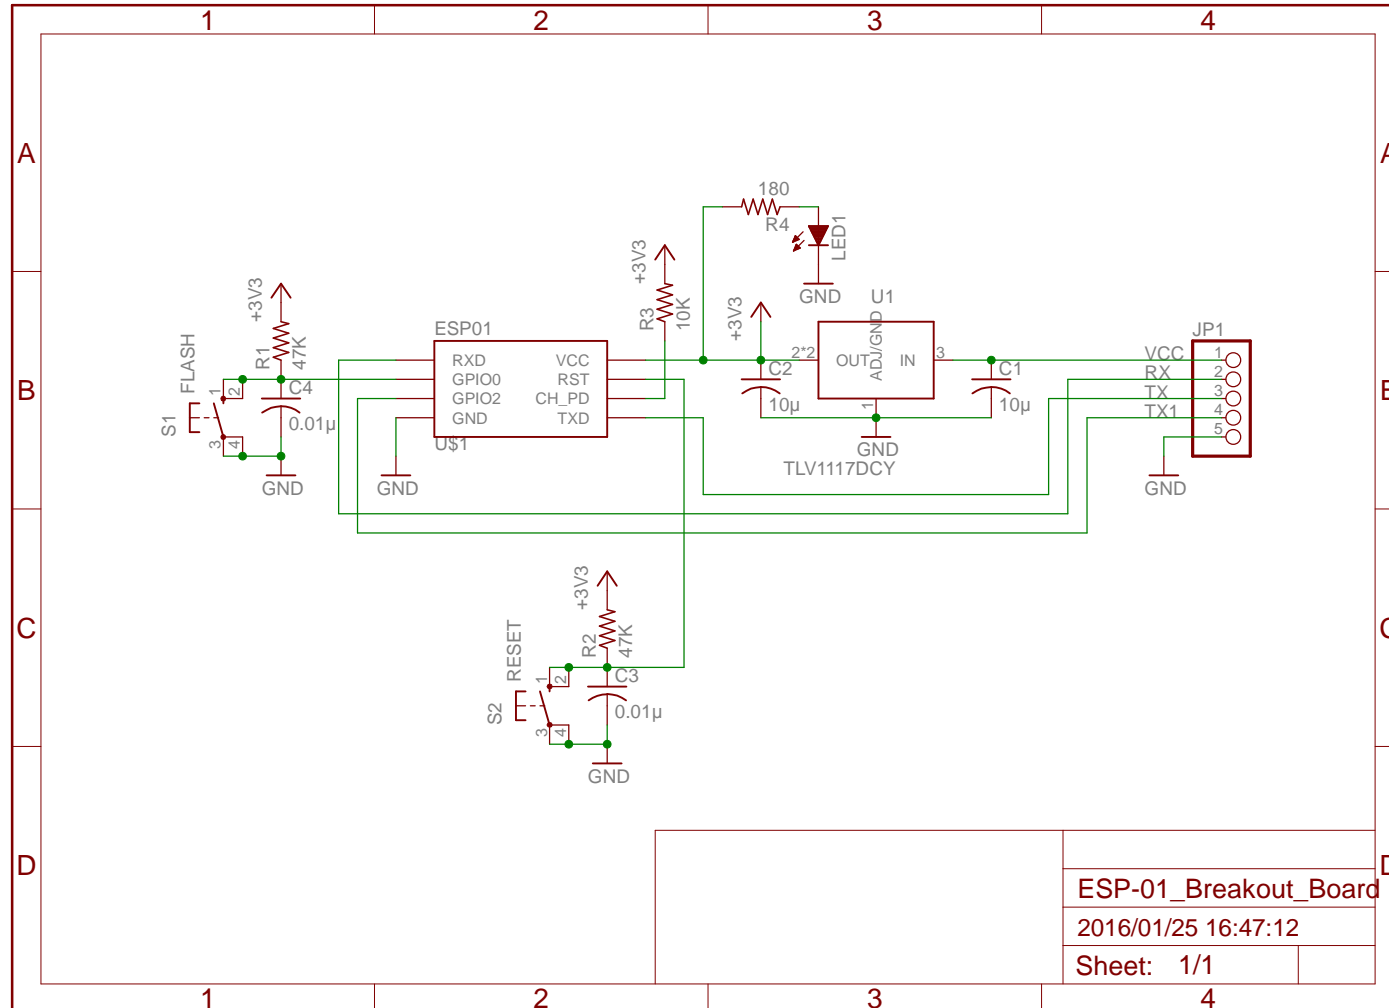 1 2 3 4
A A
180
R4
LED1
+3V3
GND
U1
+3V3
R1
47K
R3
10K
+3V3
ESP01
JP1
FLASH
RXD VCC
GPIO0 RST
GPIO2 CH_PD
GND TXD
U$1
2*2
OUT
ADJ/GND
IN
3
1
C2
10µ
C1
10µ
VCC 1
RX 2
TX 3
TX1 4
5
B B
S1
1
2
3
4
C4
0.01µ
GND
GND
GND
TLV1117DCY
GND
C C
+3V3
R2
47K
RESET
S2
1
2
3
4
C3
0.01µ
GND
D D
ESP-01_Breakout_Board
2016/01/25 16:47:12
Sheet: 1/1
1 2 3 4